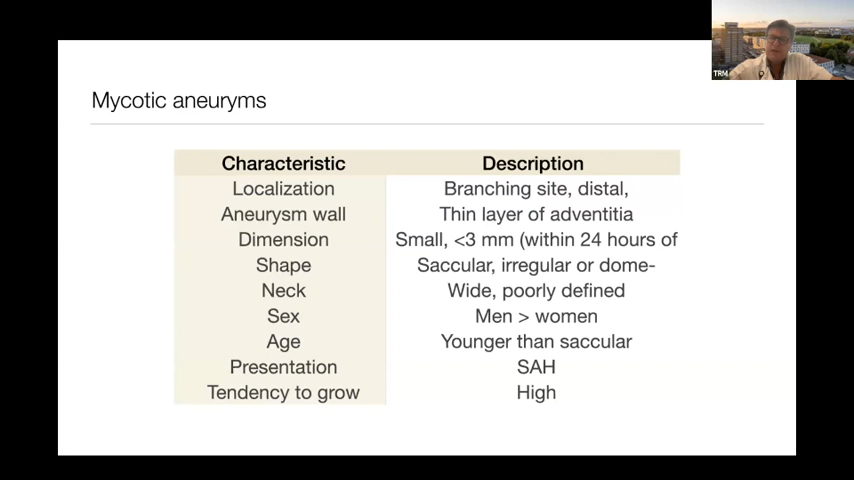 TRM
Mycotic aneuryms
Characteristic Description
Localization Branching site, distal,
Aneurysm wall Thin layer of adventitia
Dimension Small, <3 mm (within 24 hours of
Shape Saccular, irregular or dome-
Neck Wide, poorly defined
Sex Men > women
Age Younger than saccular
Presentation SAH
Tendency to grow High